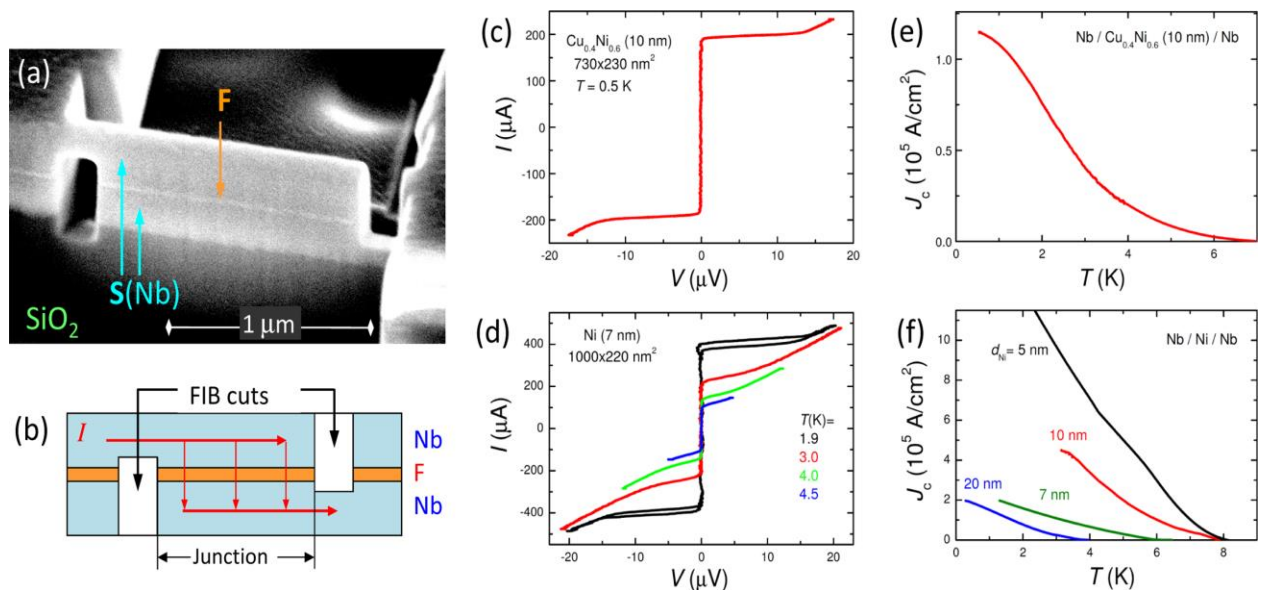 (a)
F
S(Nb)
SiO₂
1 μm
(b)
FIB cuts
I
Nb
F
Nb
Junction
(c)
Cu₀.₄Ni₀.₆ (10 nm)
730x230 nm²
T = 0.5 K
I (μA)
200
100
0
-100
-200
-20 -10 0 10 20
V (μV)
(d)
Ni (7 nm)
1000x220 nm²
T(K)=
1.9
3.0
4.0
4.5
I (μA)
400
200
0
-200
-400
-20 -10 0 10 20
V (μV)
(e)
Nb / Cu₀.₄Ni₀.₆ (10 nm) / Nb
Jc (10⁵ A/cm²)
1.0
0.5
0.0
0 2 4 6
T (K)
(f)
Nb / Ni / Nb
dNi = 5 nm
10 nm
20 nm
7 nm
Jc (10⁵ A/cm²)
10
8
6
4
2
0
0 2 4 6 8
T (K)